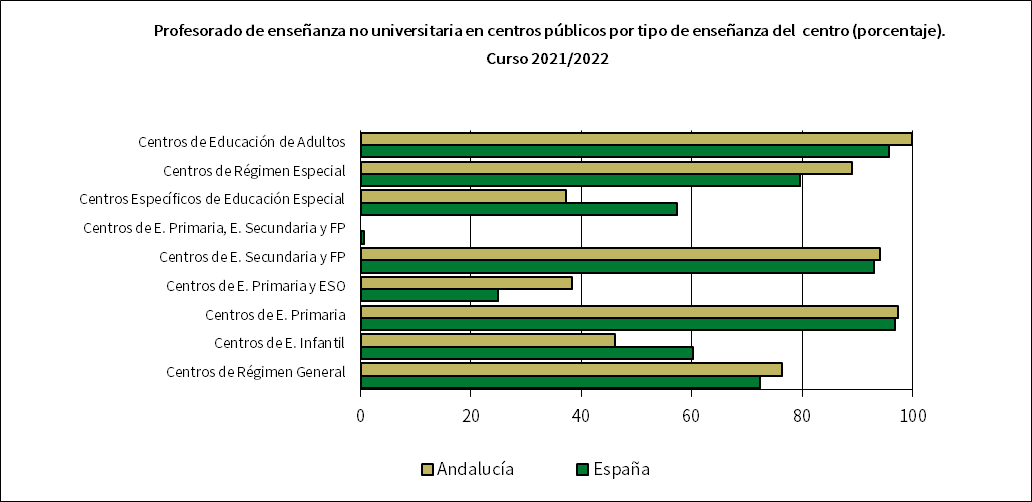 Profesorado de enseñanza no universitaria en centros públicos por tipo de enseñanza del centro (porcentaje).
Curso 2021/2022
Centros de Educación de Adultos
Centros de Régimen Especial
Centros Específicos de Educación Especial
Centros de E. Primaria, E. Secundaria y FP
Centros de E. Secundaria y FP
Centros de E. Primaria y ESO
Centros de E. Primaria
Centros de E. Infantil
Centros de Régimen General
0 20 40 60 80 100
Andalucía España